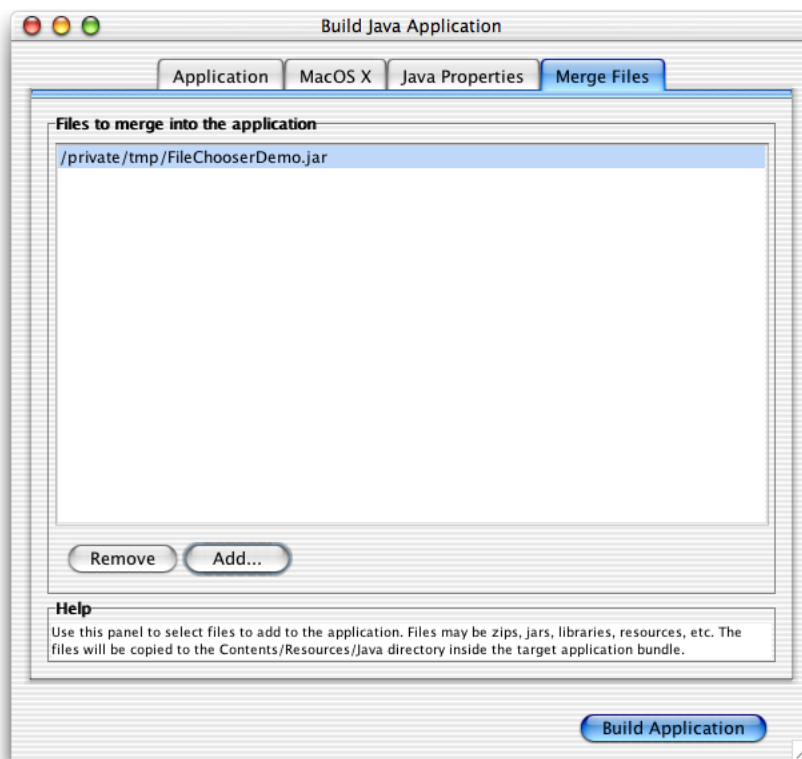 Build Java Application
Application MacOS X Java Properties Merge Files
Files to merge into the application
/private/tmp/FileChooserDemo.jar
Remove Add...
Help
Use this panel to select files to add to the application. Files may be zips, jars, libraries, resources, etc. The
files will be copied to the Contents/Resources/Java directory inside the target application bundle.
Build Application